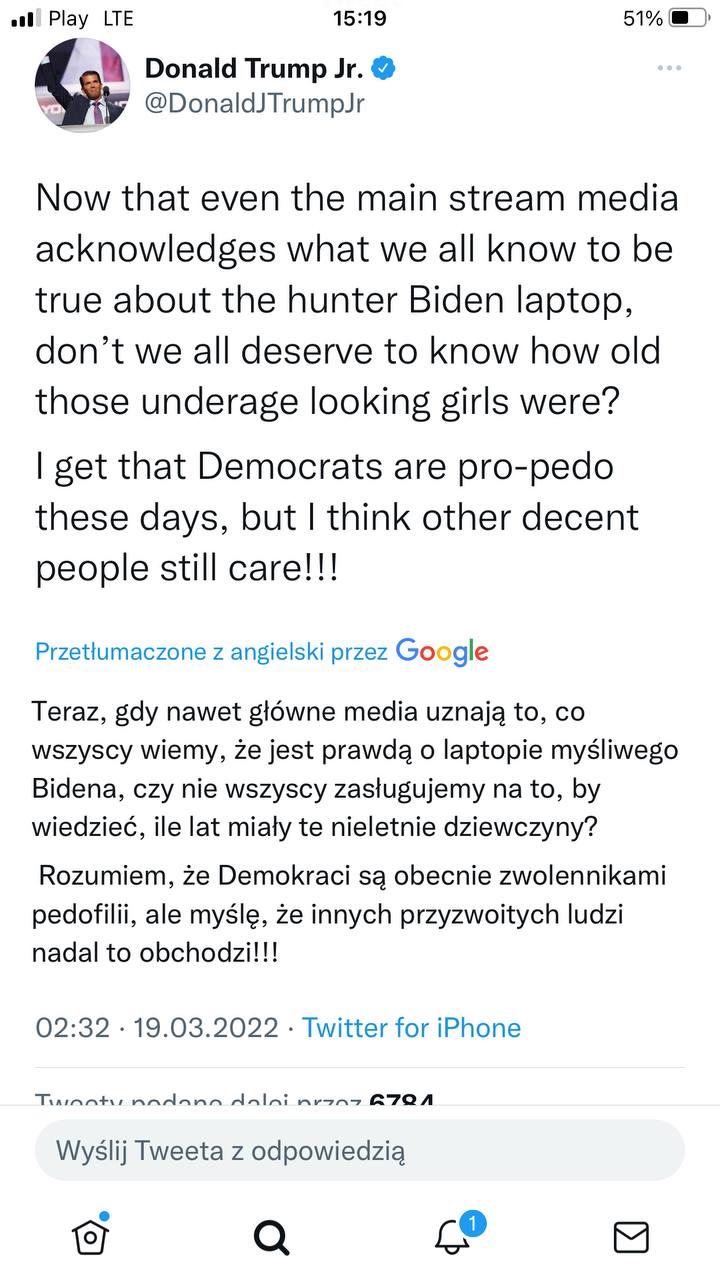 Play LTE 15:19 51%
Donald Trump Jr.
@DonaldJTrumpJr
Now that even the main stream media
acknowledges what we all know to be
true about the hunter Biden laptop,
don't we all deserve to know how old
those underage looking girls were?
I get that Democrats are pro-pedo
these days, but I think other decent
people still care!!!
Przetłumaczone z angielski przez Google
Teraz, gdy nawet główne media uznają to, co
wszyscy wiemy, że jest prawdą o laptopie myśliwego
Bidena, czy nie wszyscy zasługujemy na to, by
wiedzieć, ile lat miały te nieletnie dziewczyny?
Rozumiem, że Demokraci są obecnie zwolennikami
pedofilii, ale myślę, że innych przyzwoitych ludzi
nadal to obchodzi!!!
02:32 · 19.03.2022 · Twitter for iPhone
Tweety podane dalej przez 6784
Wyślij Tweeta z odpowiedzią
1